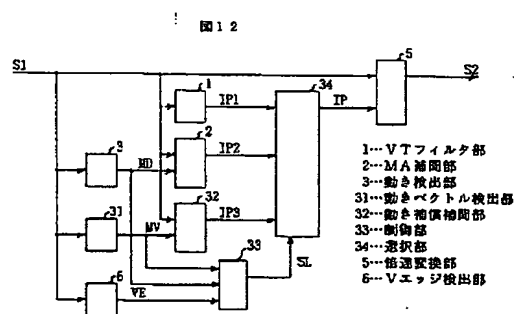 図12
S1
1
IP1
2
IP2
3
MD
31
MV
32
IP3
6
VE
33
SL
34
IP
5
S2
1…VTフィルタ部
2…MA補間部
3…動き検出部
31…動きベクトル検出部
32…動き補償補間部
33…制御部
34…選択部
5…倍速変換部
6…Vエッジ検出部